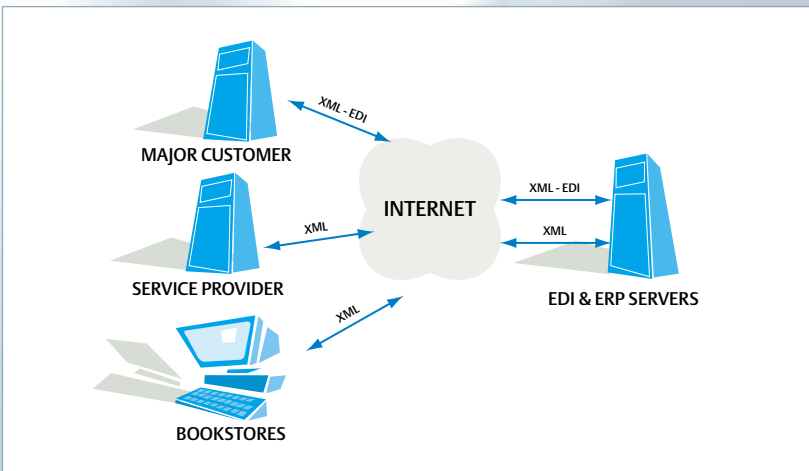 XML - EDI
MAJOR CUSTOMER
INTERNET
XML - EDI
XML
XML
SERVICE PROVIDER
EDI & ERP SERVERS
XML
BOOKSTORES